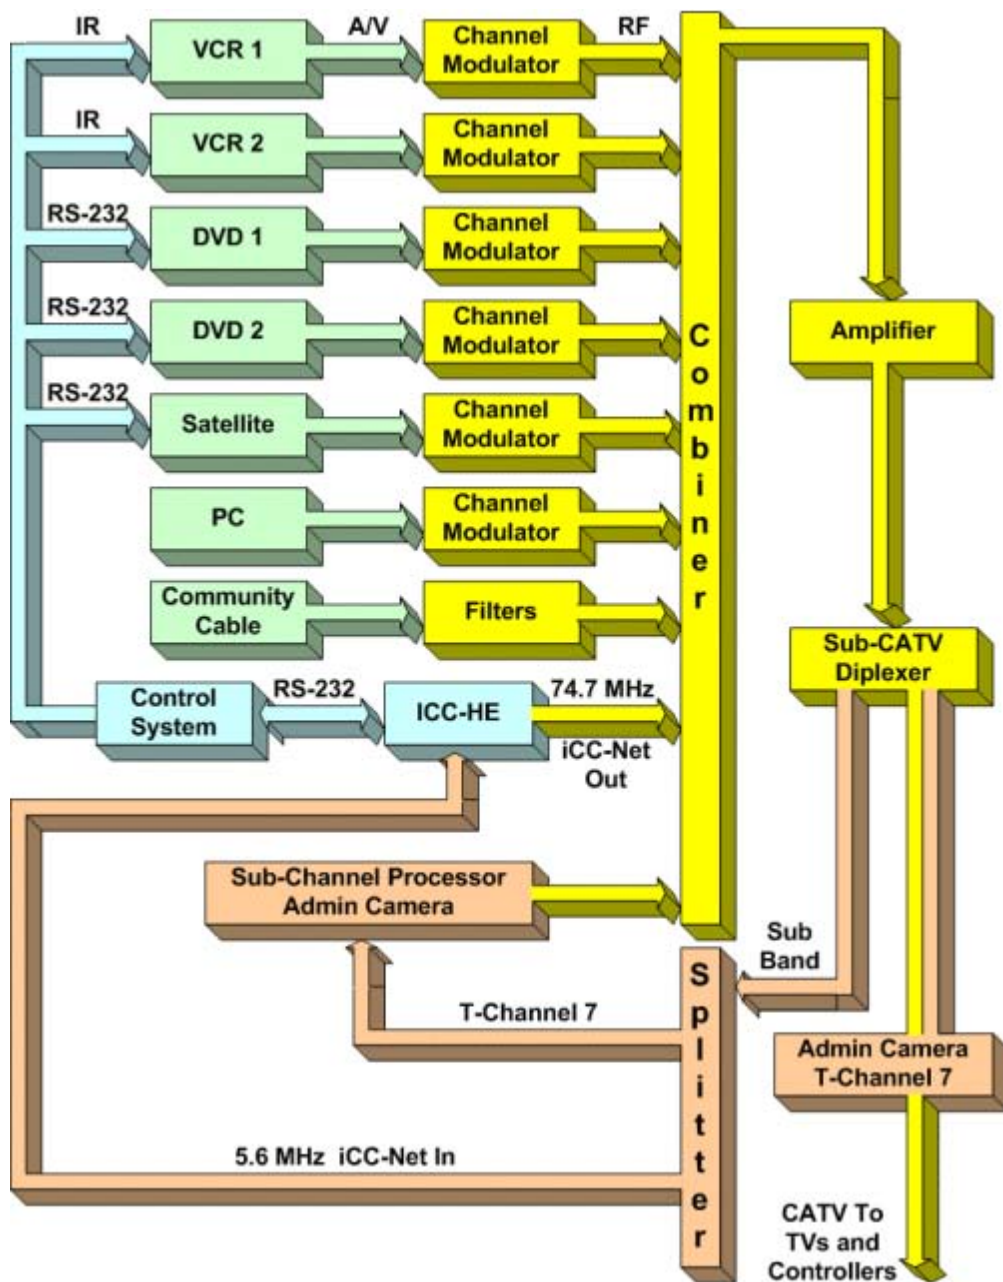 IR
A/V
RF
VCR 1
Channel
Modulator
IR
VCR 2
Channel
Modulator
RS-232
DVD 1
Channel
Modulator
RS-232
DVD 2
Channel
Modulator
RS-232
Satellite
Channel
Modulator
PC
Channel
Modulator
Community
Cable
Filters
Combiner
Amplifier
Sub-CATV
Diplexer
Control
System
RS-232
ICC-HE
74.7 MHz
iCC-Net
Out
Sub-Channel Processor
Admin Camera
Sub
Band
Splitter
T-Channel 7
Admin Camera
T-Channel 7
5.6 MHz iCC-Net In
CATV To
TVs and
Controllers